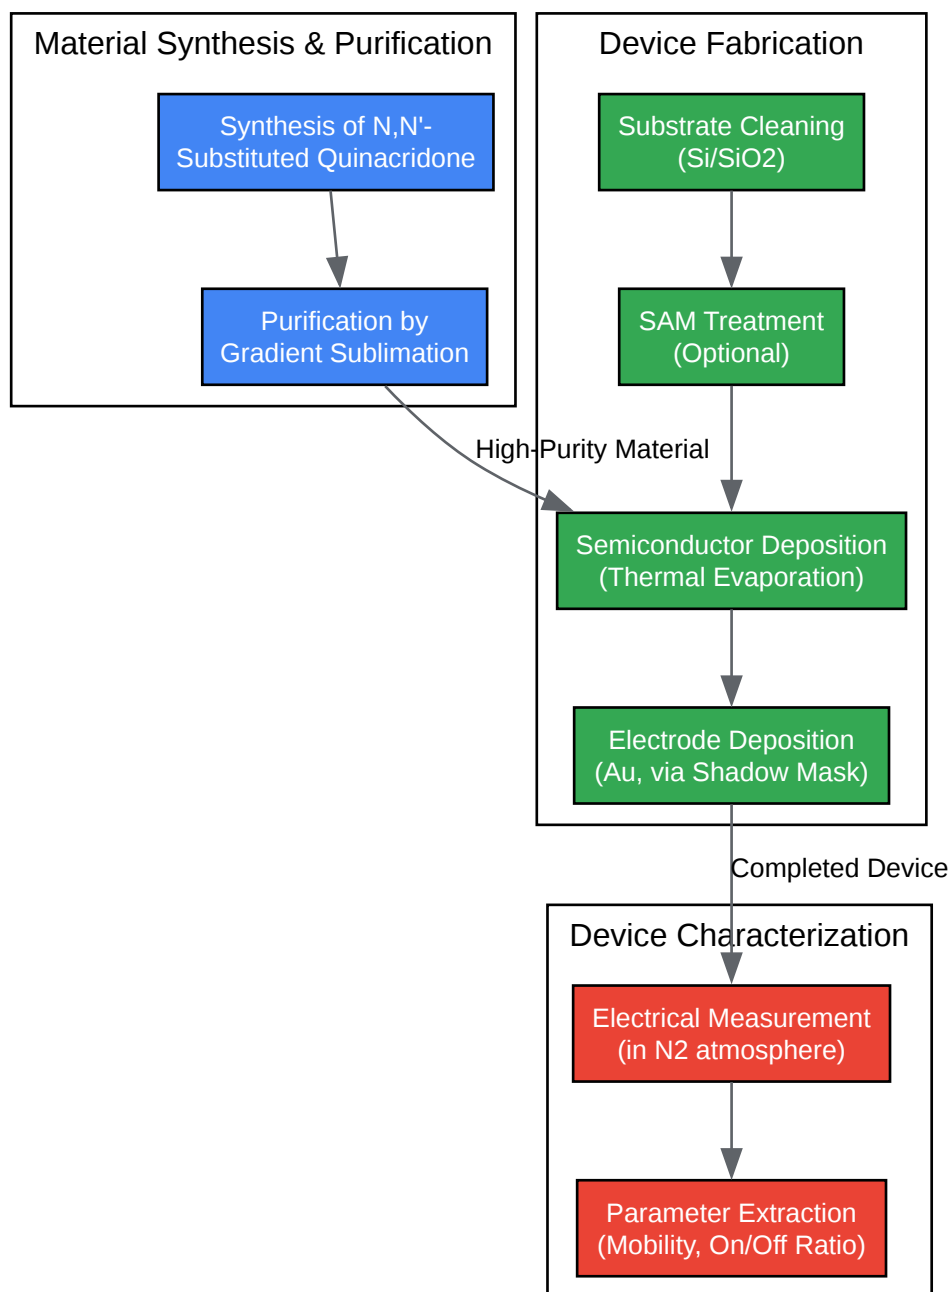 Material Synthesis & Purification
Synthesis of N,N'-
Substituted Quinacridone
Purification by
Gradient Sublimation
High-Purity Material
Device Fabrication
Substrate Cleaning
(Si/SiO2)
SAM Treatment
(Optional)
Semiconductor Deposition
(Thermal Evaporation)
Electrode Deposition
(Au, via Shadow Mask)
Completed Device
Device Characterization
Electrical Measurement
(in N2 atmosphere)
Parameter Extraction
(Mobility, On/Off Ratio)